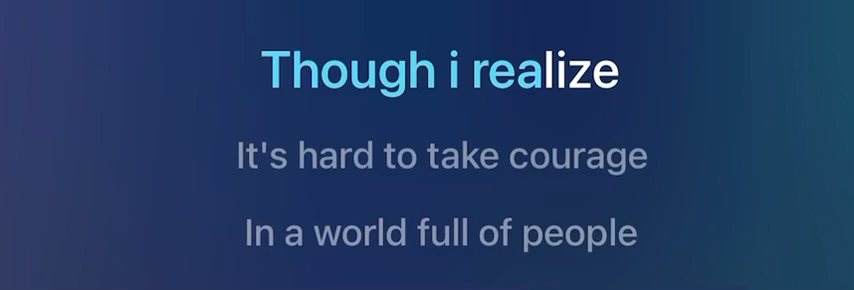 Though i realize
It's hard to take courage
In a world full of people